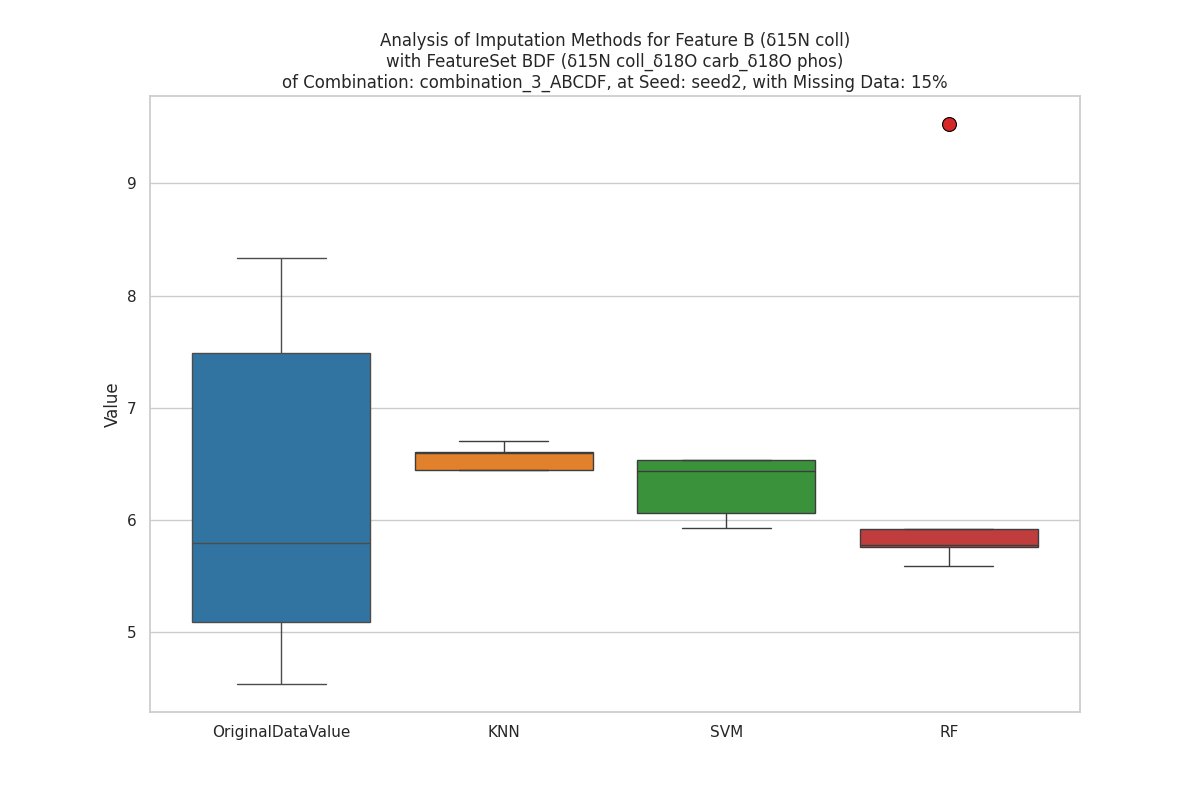 Analysis of Imputation Methods for Feature B (δ15N coll)
with FeatureSet BDF (δ15N coll_δ18O carb_δ18O phos)
of Combination: combination_3_ABCDF, at Seed: seed2, with Missing Data: 15%
Value
9
8
7
6
5
OriginalDataValue
KNN
SVM
RF